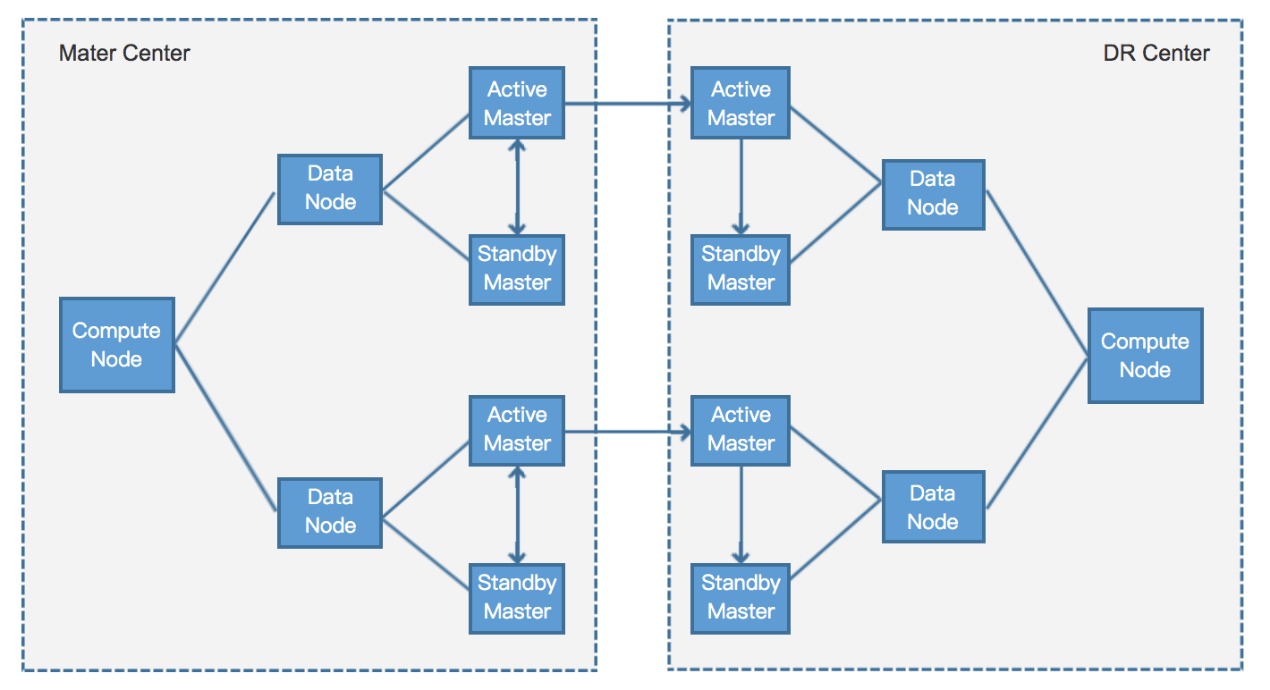 Mater Center
DR Center
Active
Master
Active
Master
Data
Node
Data
Node
Standby
Master
Standby
Master
Compute
Node
Compute
Node
Active
Master
Active
Master
Data
Node
Data
Node
Standby
Master
Standby
Master